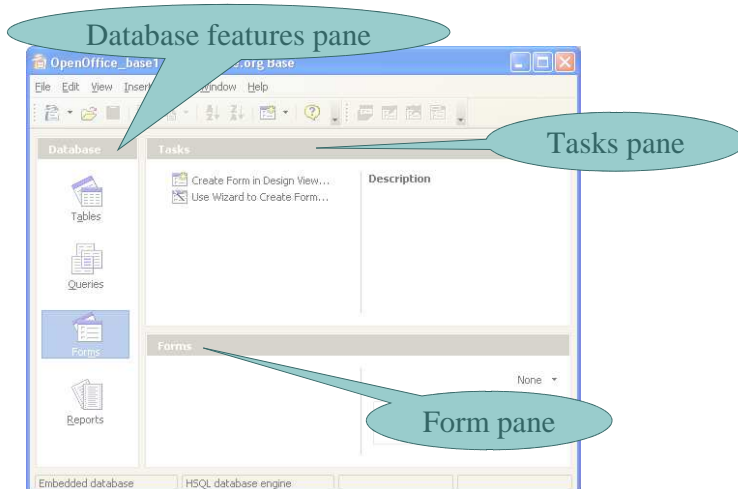 Database features pane
OpenOffice_base1
.org Base
File Edit View Insert Window Help
Tasks pane
Database
Tasks
Create Form in Design View...
Use Wizard to Create Form...
Description
Tables
Queries
Forms
Reports
Forms
None
Form pane
Embedded database
HSQL database engine